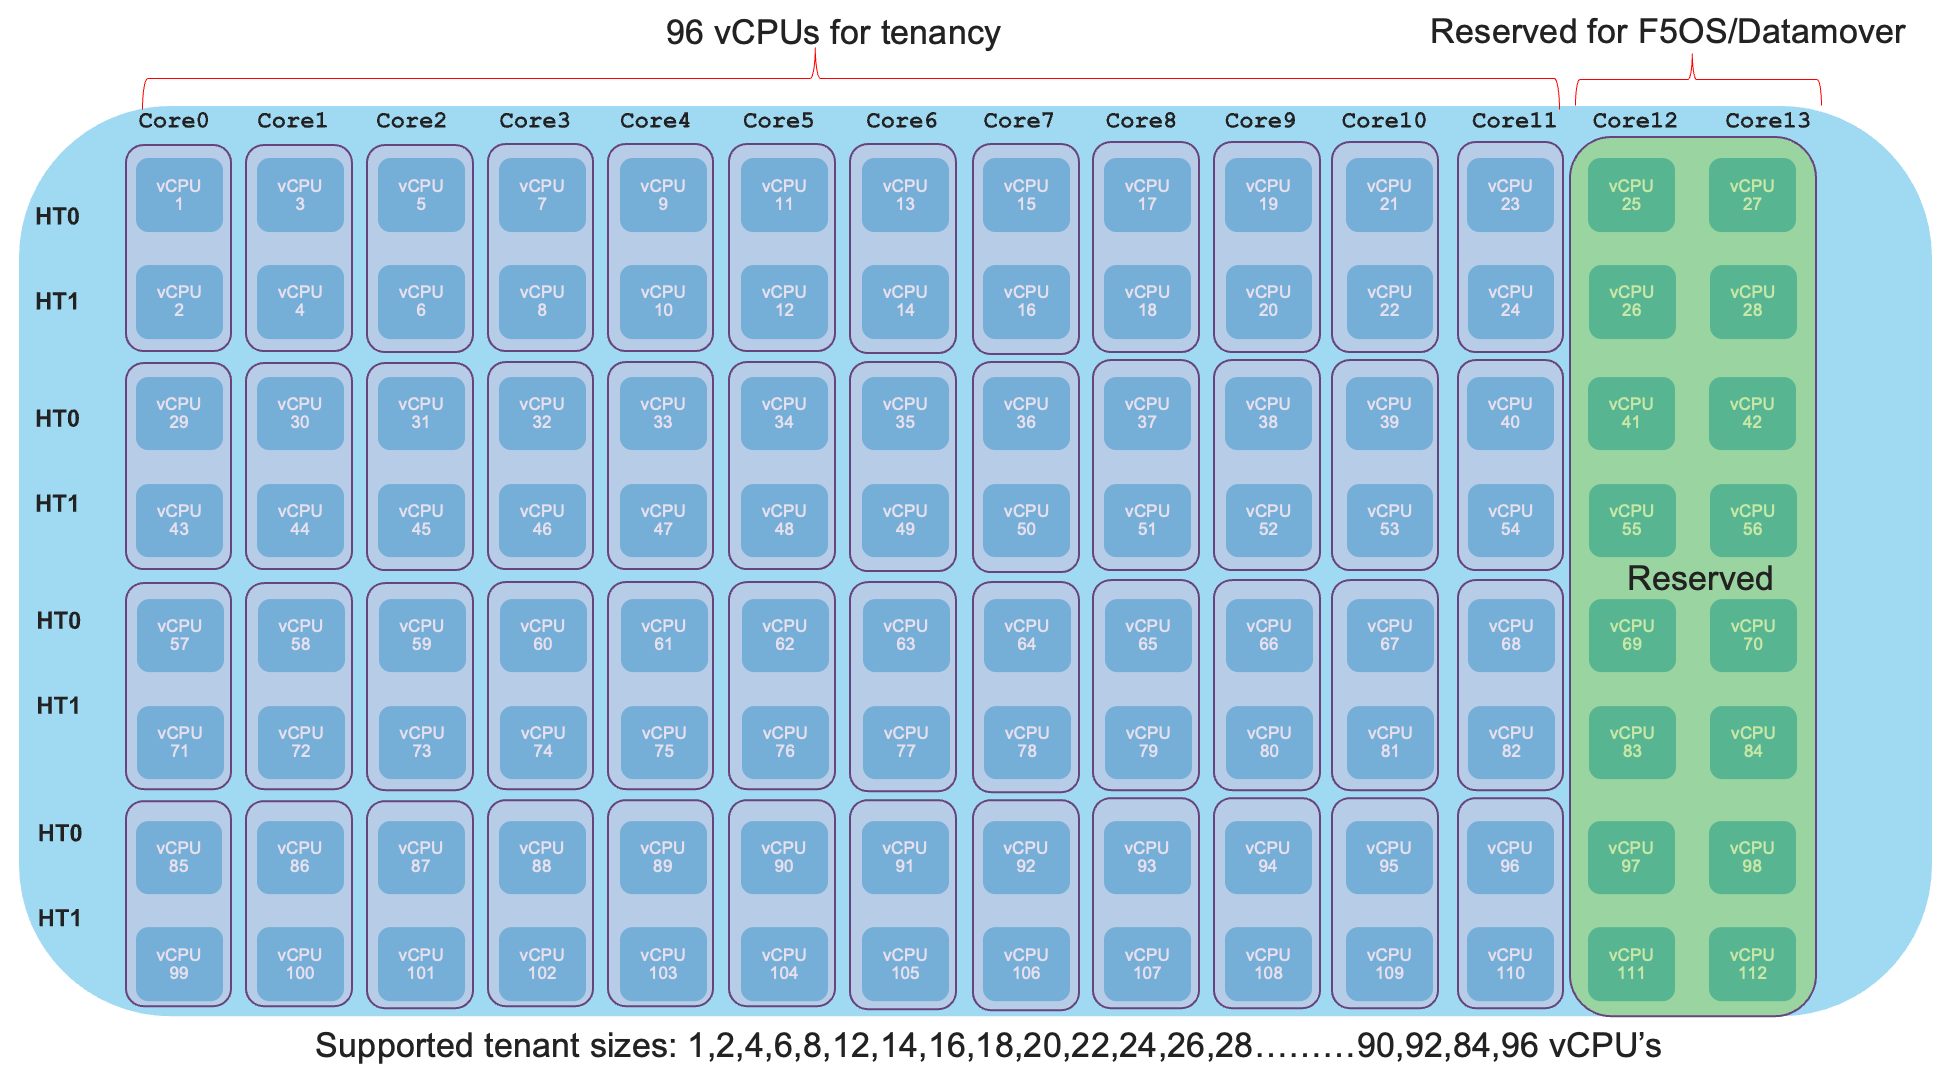 96 vCPUs for tenancy
Reserved for F5OS/Datamover
Core0 Core1 Core2 Core3 Core4 Core5 Core6 Core7 Core8 Core9 Core10 Core11 Core12 Core13
HT0
vCPU vCPU vCPU vCPU vCPU vCPU vCPU vCPU vCPU vCPU vCPU vCPU vCPU vCPU
1 3 5 7 9 11 13 15 17 19 21 23 25 27
HT1
vCPU vCPU vCPU vCPU vCPU vCPU vCPU vCPU vCPU vCPU vCPU vCPU vCPU vCPU
2 4 6 8 10 12 14 16 18 20 22 24 26 28
HT0
vCPU vCPU vCPU vCPU vCPU vCPU vCPU vCPU vCPU vCPU vCPU vCPU vCPU vCPU
29 30 31 32 33 34 35 36 37 38 39 40 41 42
HT1
vCPU vCPU vCPU vCPU vCPU vCPU vCPU vCPU vCPU vCPU vCPU vCPU vCPU vCPU
43 44 45 46 47 48 49 50 51 52 53 54 55 56
Reserved
HT0
vCPU vCPU vCPU vCPU vCPU vCPU vCPU vCPU vCPU vCPU vCPU vCPU vCPU vCPU
57 58 59 60 61 62 63 64 65 66 67 68 69 70
HT1
vCPU vCPU vCPU vCPU vCPU vCPU vCPU vCPU vCPU vCPU vCPU vCPU vCPU vCPU
71 72 73 74 75 76 77 78 79 80 81 82 83 84
HT0
vCPU vCPU vCPU vCPU vCPU vCPU vCPU vCPU vCPU vCPU vCPU vCPU vCPU vCPU
85 86 87 88 89 90 91 92 93 94 95 96 97 98
HT1
vCPU vCPU vCPU vCPU vCPU vCPU vCPU vCPU vCPU vCPU vCPU vCPU vCPU vCPU
99 100 101 102 103 104 105 106 107 108 109 110 111 112
Supported tenant sizes: 1,2,4,6,8,12,14,16,18,20,22,24,26,28………90,92,84,96 vCPU’s